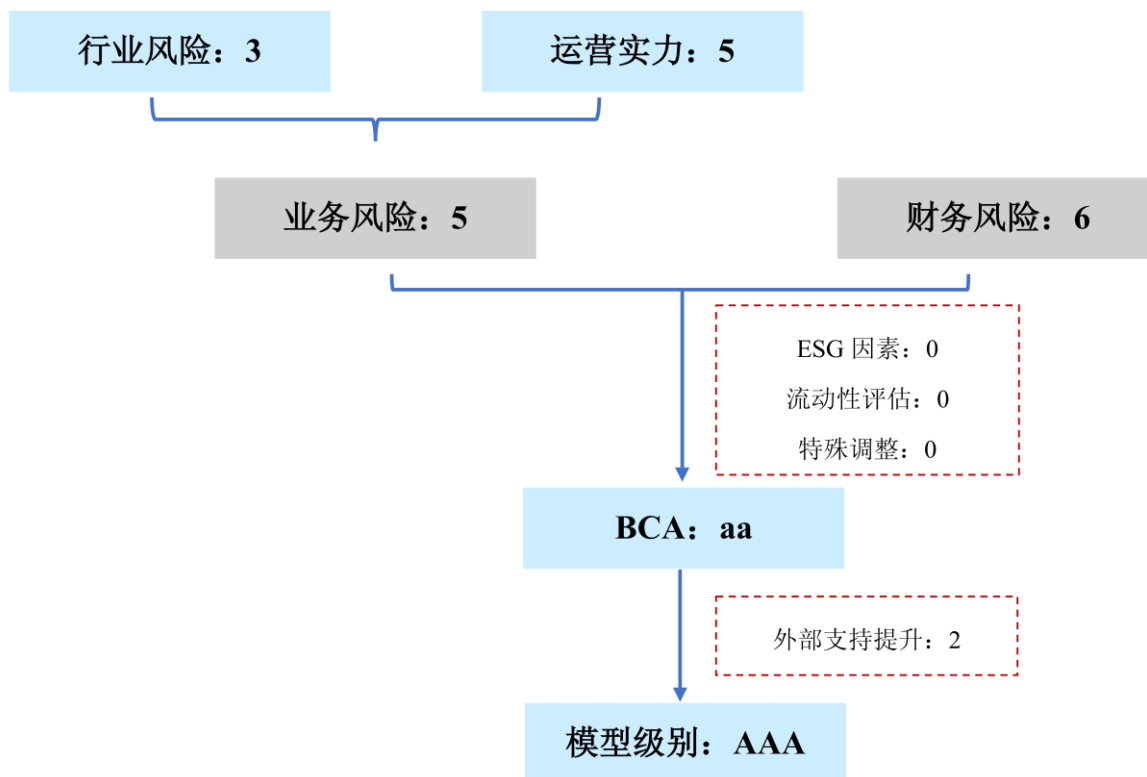 行业风险：3
运营实力：5
业务风险：5
财务风险：6
ESG 因素：0
流动性评估：0
特殊调整：0
BCA：aa
外部支持提升：2
模型级别：AAA